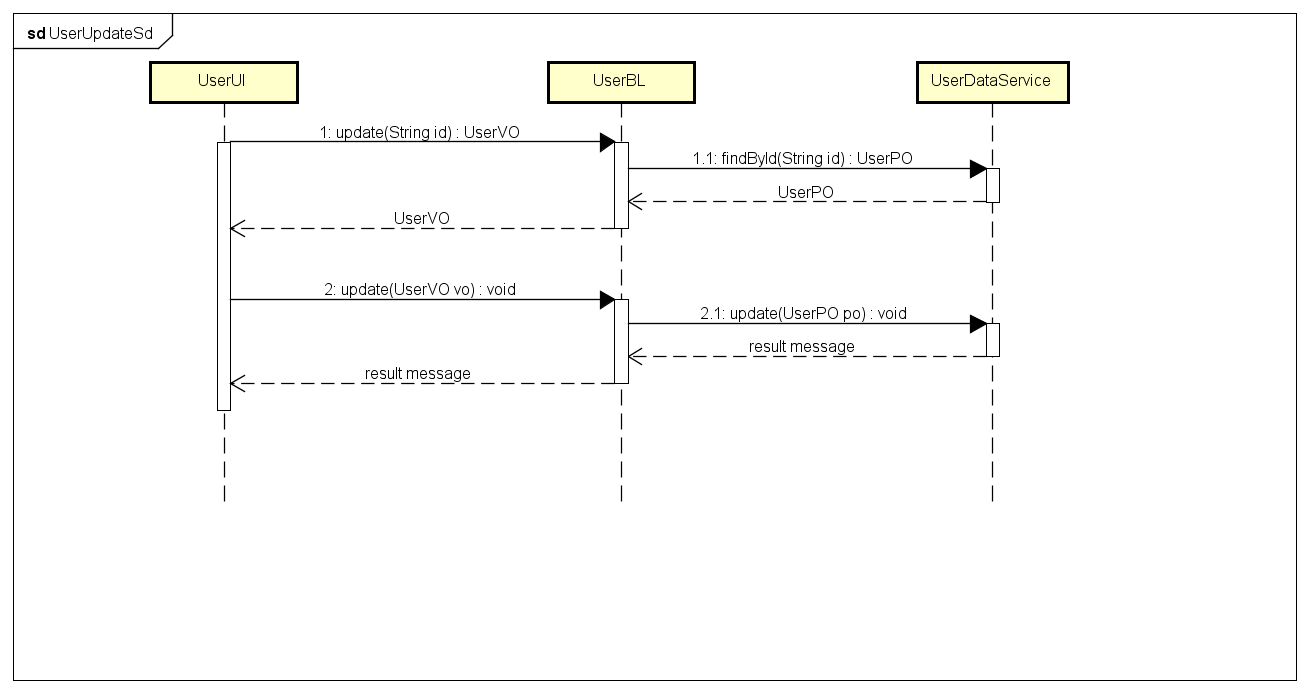 sd UserUpdateSd
UserUI
UserBL
UserDataService
1: update(String id) : UserVO
1.1: findById(String id) : UserPO
UserPO
UserVO
2: update(UserVO vo) : void
2.1: update(UserPO po) : void
result message
result message